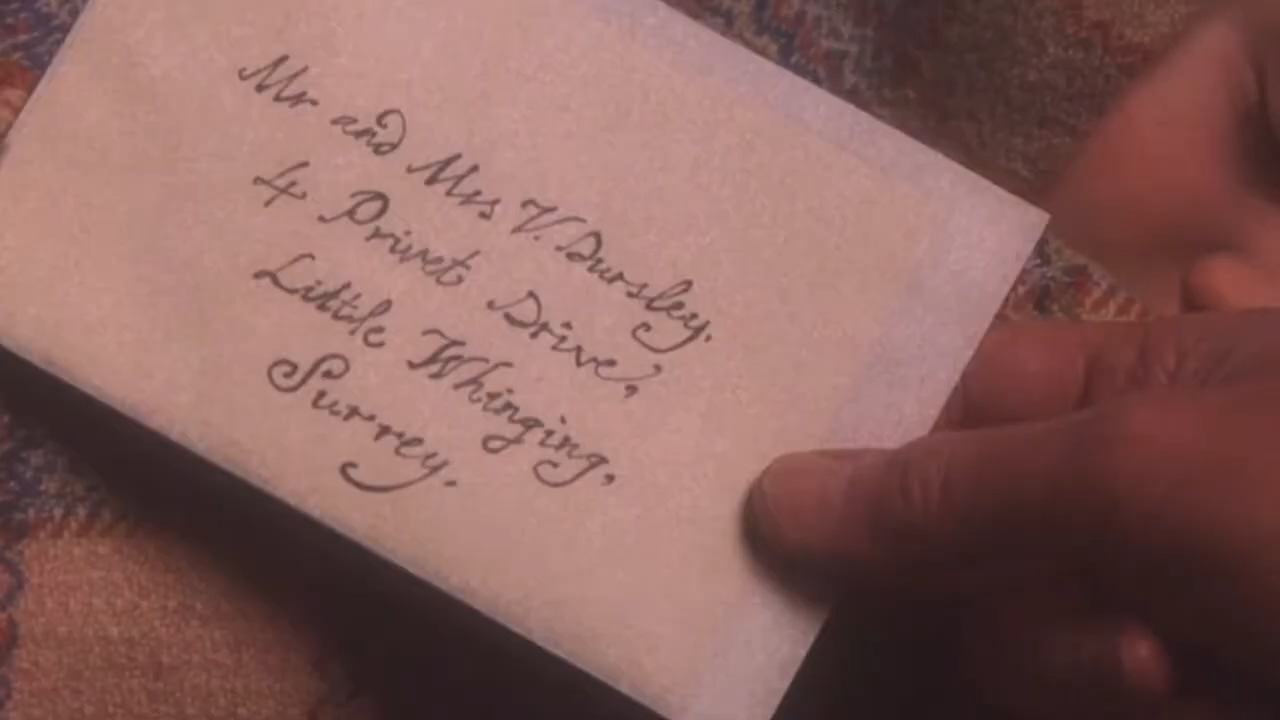 Mr and Mrs V. Dursley.
4 Privet Drive,
Little Whinging,
Surrey.